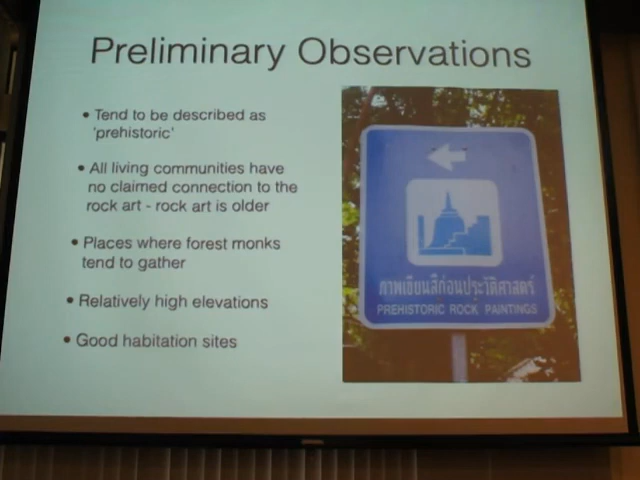 Preliminary Observations
• Tend to be described as
'prehistoric'
• All living communities have
no claimed connection to the
rock art - rock art is older
• Places where forest monks
tend to gather
• Relatively high elevations
• Good habitation sites
ภาพเขียนสีก่อนประวัติศาสตร์
PREHISTORIC ROCK PAINTINGS